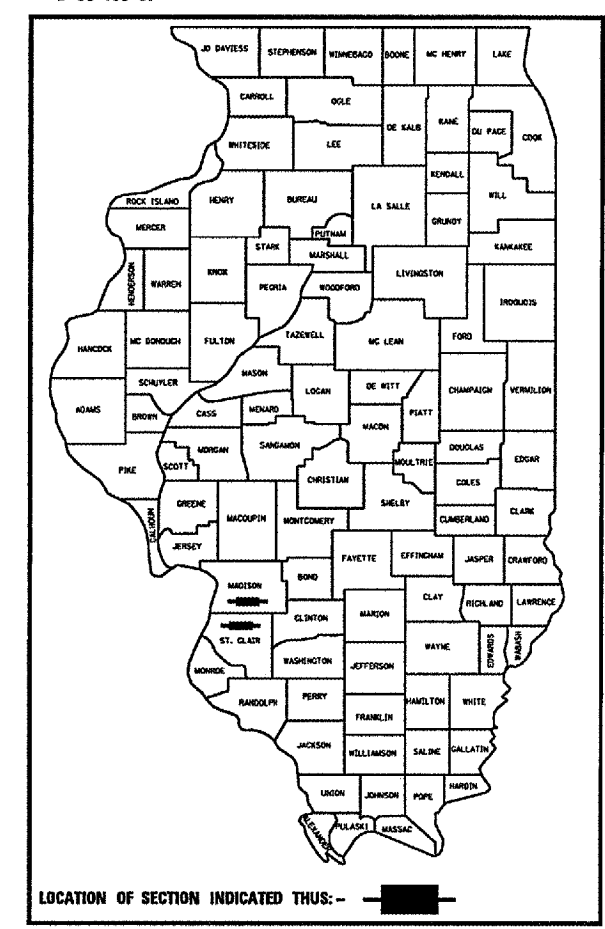 JO DAVIESS STEPHENSON WINNEBAGO BOONE MC HENRY LAKE
CARROLL OGLE DE KALB KANE DU PAGE COOK
WHITESIDE LEE KENDALL WILL
ROCK ISLAND HENRY BUREAU LA SALLE GRUNDY
MERCER PUTNAM KANKAKEE
STARK MARSHALL
HENDERSON WARREN KNOX PEORIA WOODFORD LIVINGSTON IROQUOIS
HANCOCK MC DONOUGH FULTON TAZEWELL MC LEAN FORD
SCHUYLER MASON LOGAN DE WITT CHAMPAIGN VERMILION
ADAMS BROWN CASS MENARD MACON PIATT
PIKE SCOTT MORGAN SANGAMON CHRISTIAN MOULTRIE DOUGLAS EDGAR
COLES
CALHOUN GREENE MACOUPIN MONTGOMERY SHELBY CUMBERLAND CLARK
JERSEY FAYETTE EFFINGHAM JASPER CRAWFORD
MADISON BOND CLAY RICHLAND LAWRENCE
CLINTON MARION
ST. CLAIR WAYNE EDWARDS WABASH
MONROE WASHINGTON JEFFERSON
RANDOLPH PERRY HAMILTON WHITE
FRANKLIN
JACKSON WILLIAMSON SALINE GALLATIN
UNION JOHNSON POPE HARDIN
ALEXANDER PULASKI MASSAC
LOCATION OF SECTION INDICATED THUS:-